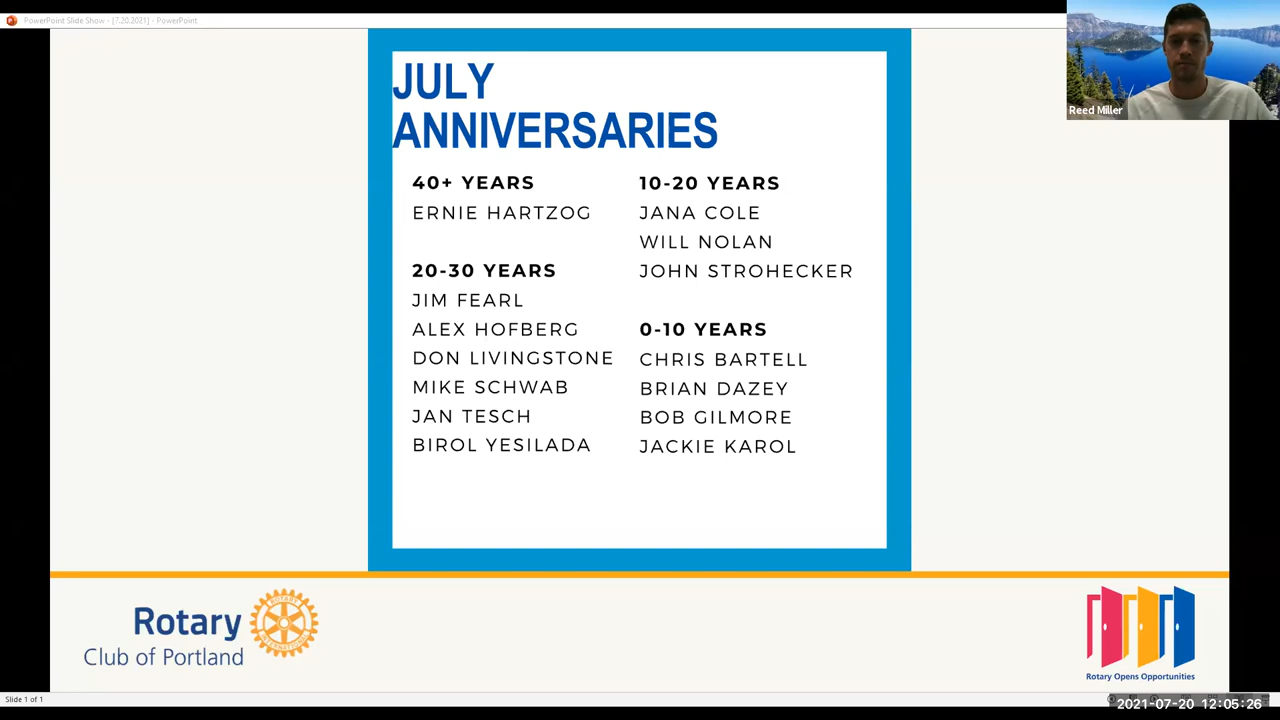 PowerPoint Slide Show - [7.20.2021] - PowerPoint
Reed Miller
JULY
ANNIVERSARIES
40+ YEARS
ERNIE HARTZOG
20-30 YEARS
JIM FEARL
ALEX HOFBERG
DON LIVINGSTONE
MIKE SCHWAB
JAN TESCH
BIROL YESILADA
10-20 YEARS
JANA COLE
WILL NOLAN
JOHN STROHECKER
0-10 YEARS
CHRIS BARTELL
BRIAN DAZEY
BOB GILMORE
JACKIE KAROL
Rotary
Club of Portland
ROTARY
INTERNATIONAL
Rotary Opens Opportunities
Slide 1 of 1
2021-07-20 12:05:26